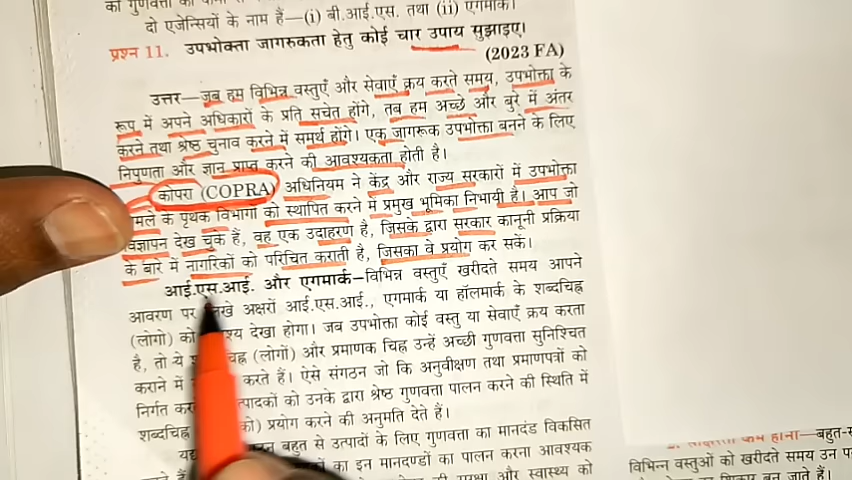 को गुणवत्ता
दो एजेन्सियों के नाम हैं—(i) बी.आई.एस. तथा (ii) एगमार्क।
प्रश्न 11. उपभोक्ता जागरुकता हेतु कोई चार उपाय सुझाइए।
(2023 FA)
उत्तर—जब हम विभिन्न वस्तुएँ और सेवाएँ क्रय करते समय, उपभोक्ता के
रूप में अपने अधिकारों के प्रति सचेत होंगे, तब हम अच्छे और बुरे में अंतर
करने तथा श्रेष्ठ चुनाव करने में समर्थ होंगे। एक जागरूक उपभोक्ता बनने के लिए
निपुणता और ज्ञान प्राप्त करने की आवश्यकता होती है।
कोपरा (COPRA) अधिनियम ने केंद्र और राज्य सरकारों में उपभोक्ता
मामले के पृथक विभागों को स्थापित करने में प्रमुख भूमिका निभायी है। आप जो
विज्ञापन देख चुके हैं, वह एक उदाहरण है, जिसके द्वारा सरकार कानूनी प्रक्रिया
के बारे में नागरिकों को परिचित कराती है, जिसका वे प्रयोग कर सकें।
आई.एस.आई. और एगमार्क—विभिन्न वस्तुएँ खरीदते समय आपने
आवरण पर लिखे अक्षरों आई.एस.आई., एगमार्क या हॉलमार्क के शब्दचिह्न
(लोगो) को देखा होगा। जब उपभोक्ता कोई वस्तु या सेवाएँ क्रय करता
है, तो ये (लोगों) और प्रमाणक चिह्न उन्हें अच्छी गुणवत्ता सुनिश्चित
कराने में करते हैं। ऐसे संगठन जो कि अनुवीक्षण तथा प्रमाणपत्रों को
निर्गत उत्पादकों को उनके द्वारा श्रेष्ठ गुणवत्ता पालन करने की स्थिति में
शब्दचिह्न प्रयोग करने की अनुमति देते हैं।
बहुत से उत्पादों के लिए गुणवत्ता का मानदंड विकसित
का इन मानदण्डों का पालन करना आवश्यक
सुरक्षा और स्वास्थ्य को
बहुत-स
विभिन्न वस्तुओं को खरीदते समय उन